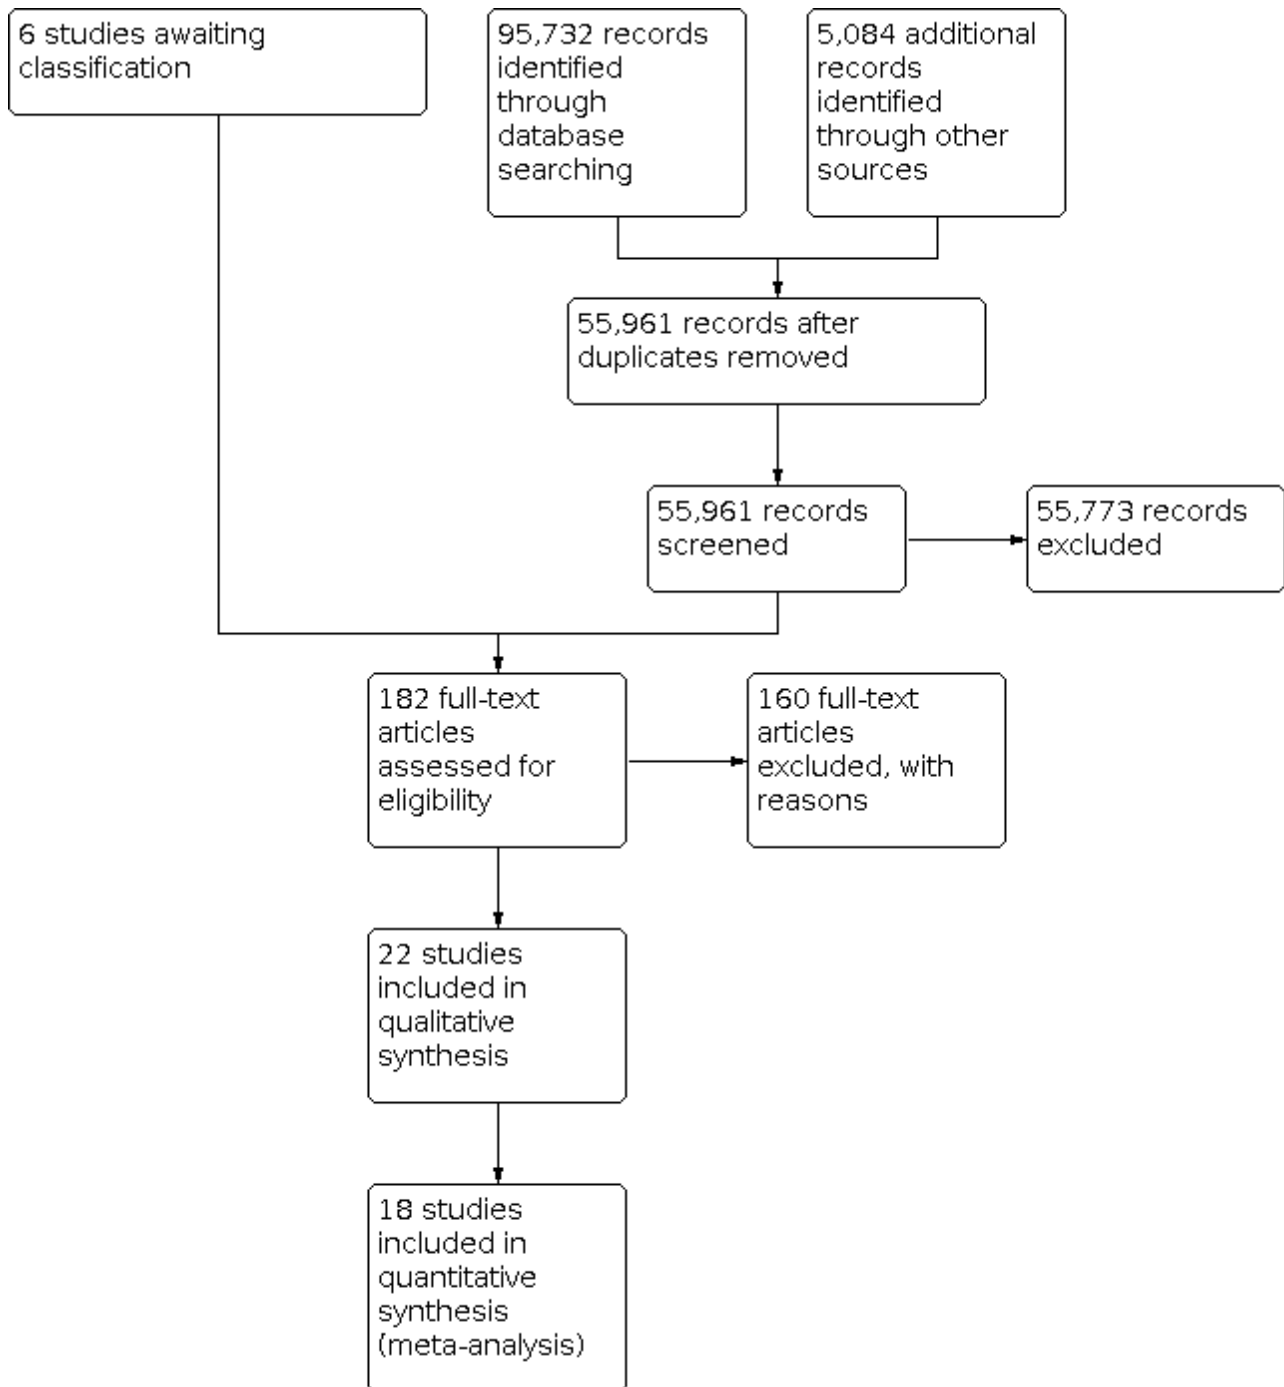 6 studies awaiting
classification
95,732 records
identified
through
database
searching
5,084 additional
records
identified
through other
sources
55,961 records after
duplicates removed
55,961 records
screened
55,773 records
excluded
182 full-text
articles
assessed for
eligibility
160 full-text
articles
excluded, with
reasons
22 studies
included in
qualitative
synthesis
18 studies
included in
quantitative
synthesis
(meta-analysis)